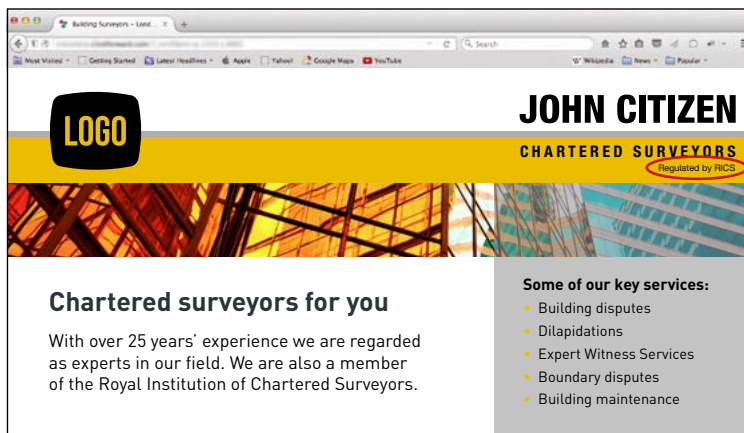 Building Surveyors – Lond...
Search
Most Visited
Getting Started
Latest Headlines
Apple
Yahoo!
Google Maps
YouTube
Wikipedia
News
Popular
LOGO
JOHN CITIZEN
CHARTERED SURVEYORS
Regulated by RICS
Chartered surveyors for you
With over 25 years’ experience we are regarded
as experts in our field. We are also a member
of the Royal Institution of Chartered Surveyors.
Some of our key services:
• Building disputes
• Dilapidations
• Expert Witness Services
• Boundary disputes
• Building maintenance